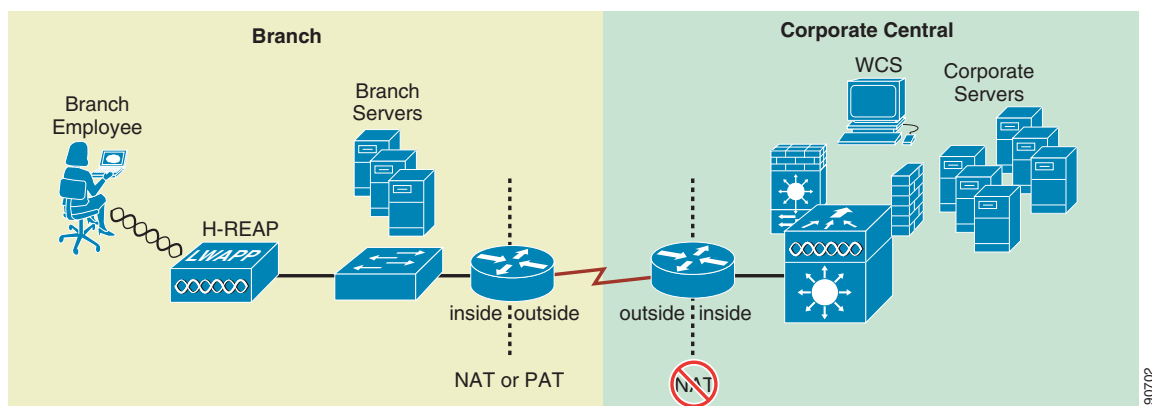 Branch
Corporate Central
WCS
Corporate
Servers
Branch
Servers
Branch
Employee
H-REAP
LWAPP
inside
outside
outside
inside
NAT or PAT
NAT
90702